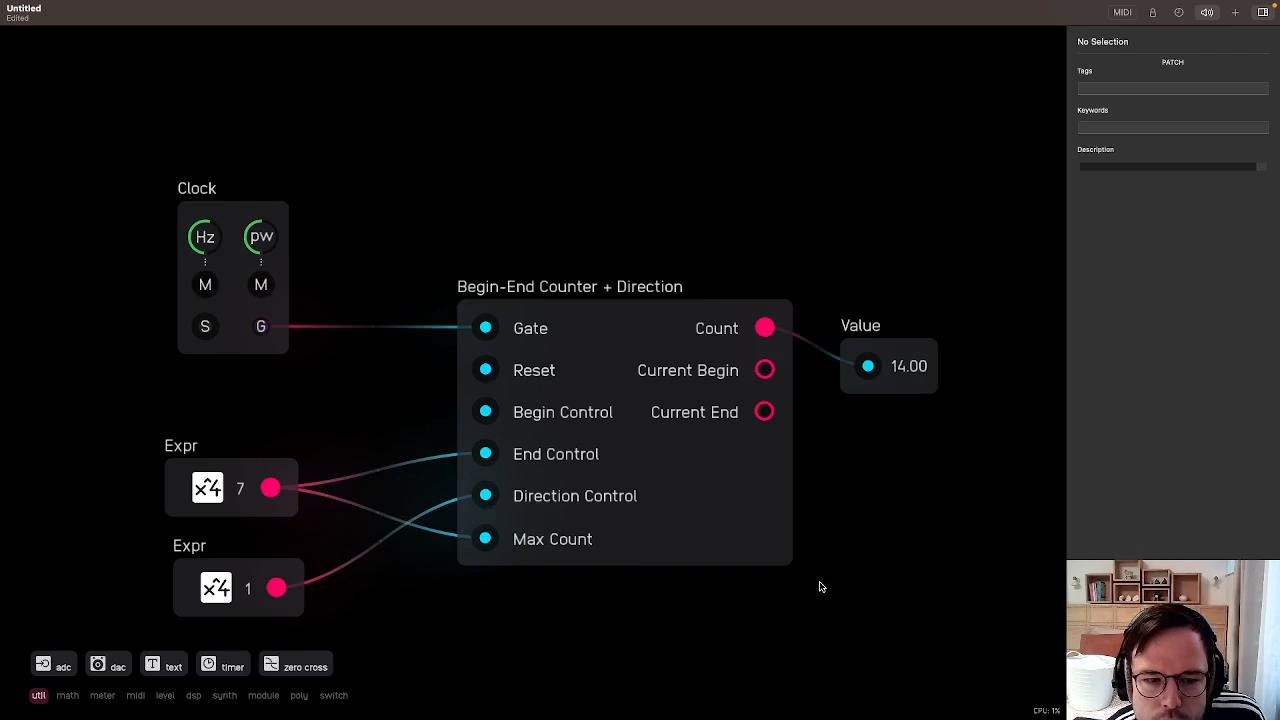 Untitled
Edited
MIDI
No Selection
PATCH
Tags
Keywords
Description
Clock
Hz pw
M M
S G
Begin-End Counter + Direction
Gate Count
Reset Current Begin
Begin Control Current End
End Control
Direction Control
Max Count
Value
14.00
Expr
x^4 7
Expr
x^4 1
adc dac T text timer zero cross
util math meter midi level dsp synth module poly switch
CPU: 1%